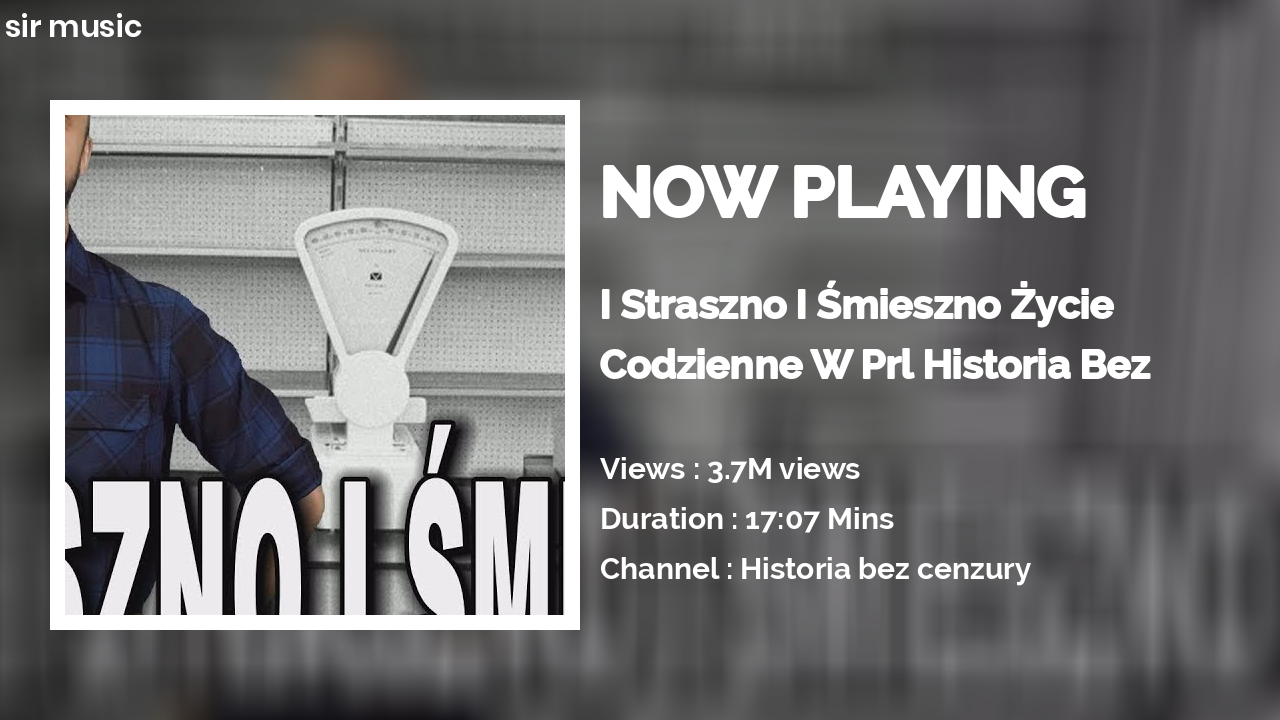 sir music
NOW PLAYING
I Straszno I Śmieszno Życie
Codzienne W Prl Historia Bez
Views : 3.7M views
Duration : 17:07 Mins
Channel : Historia bez cenzury
SZNO I ŚM